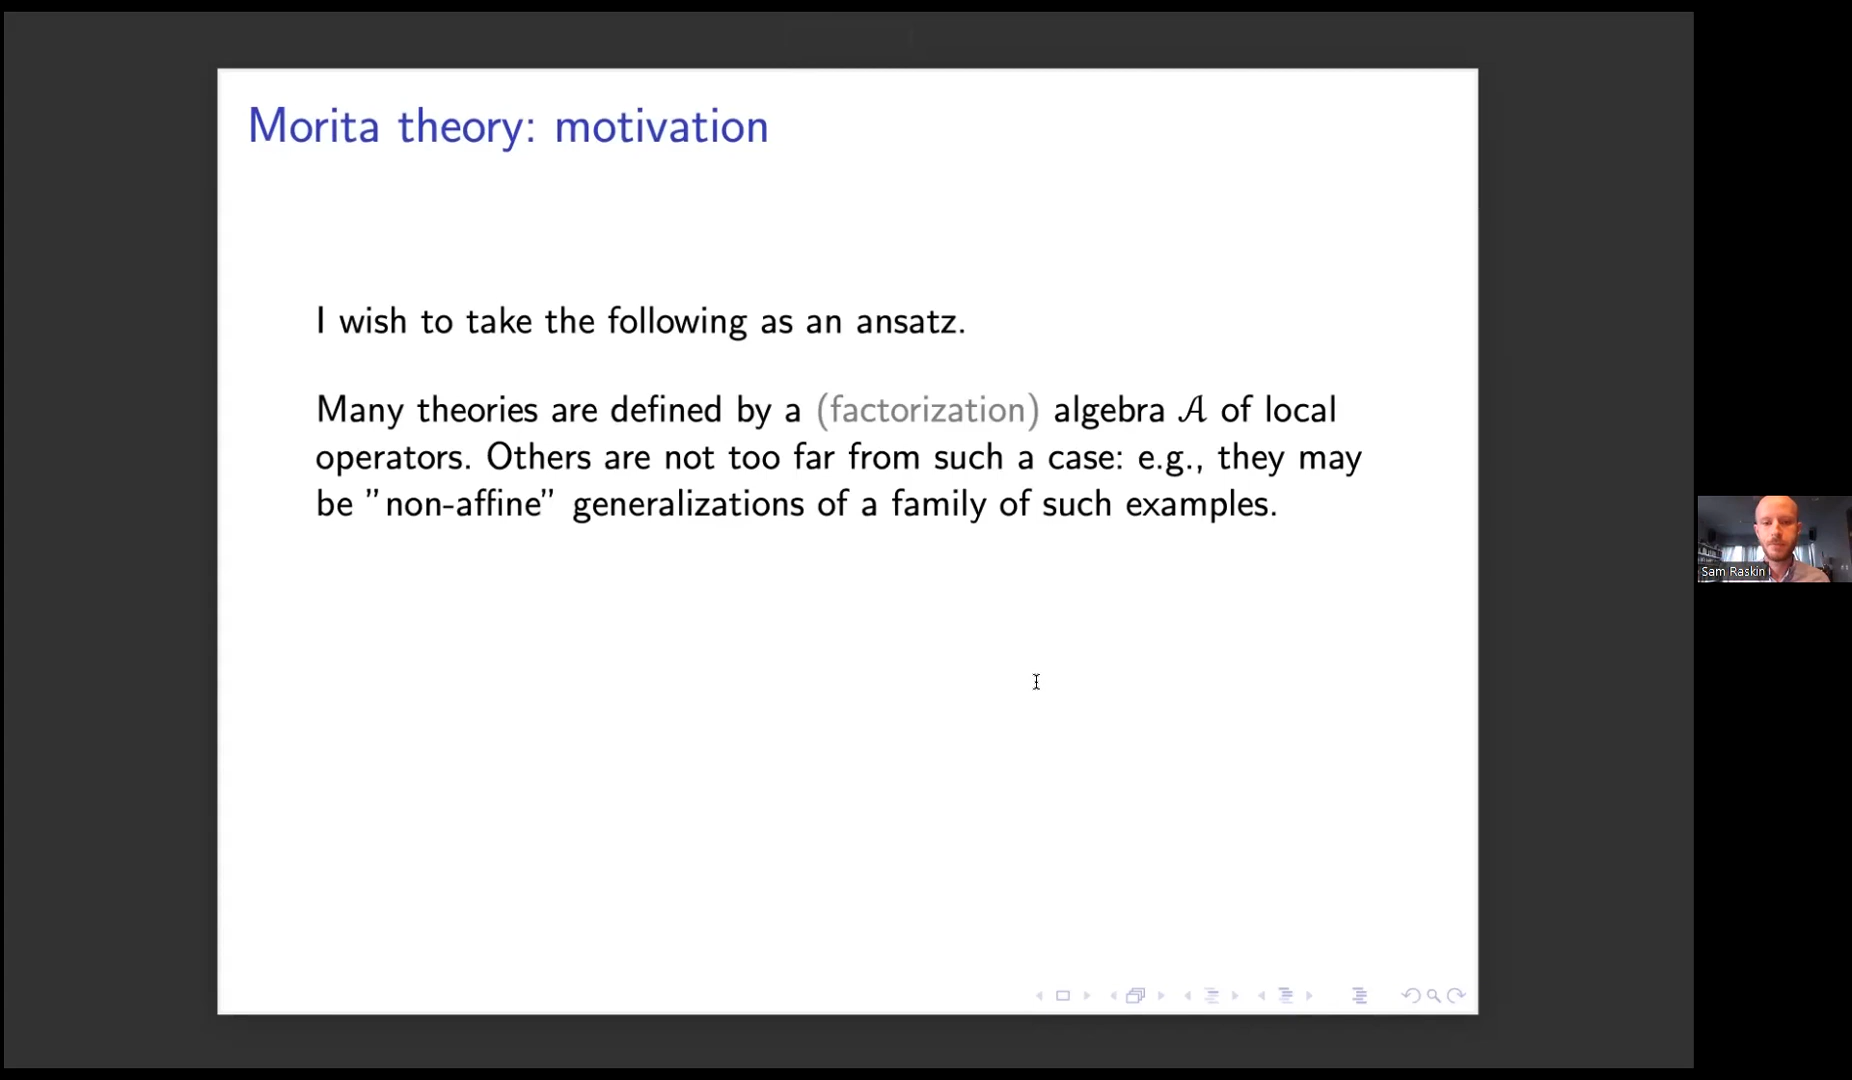 Morita theory: motivation
I wish to take the following as an ansatz.
Many theories are defined by a (factorization) algebra 𝒜 of local
operators. Others are not too far from such a case: e.g., they may
be ”non-affine” generalizations of a family of such examples.
Sam Raskin